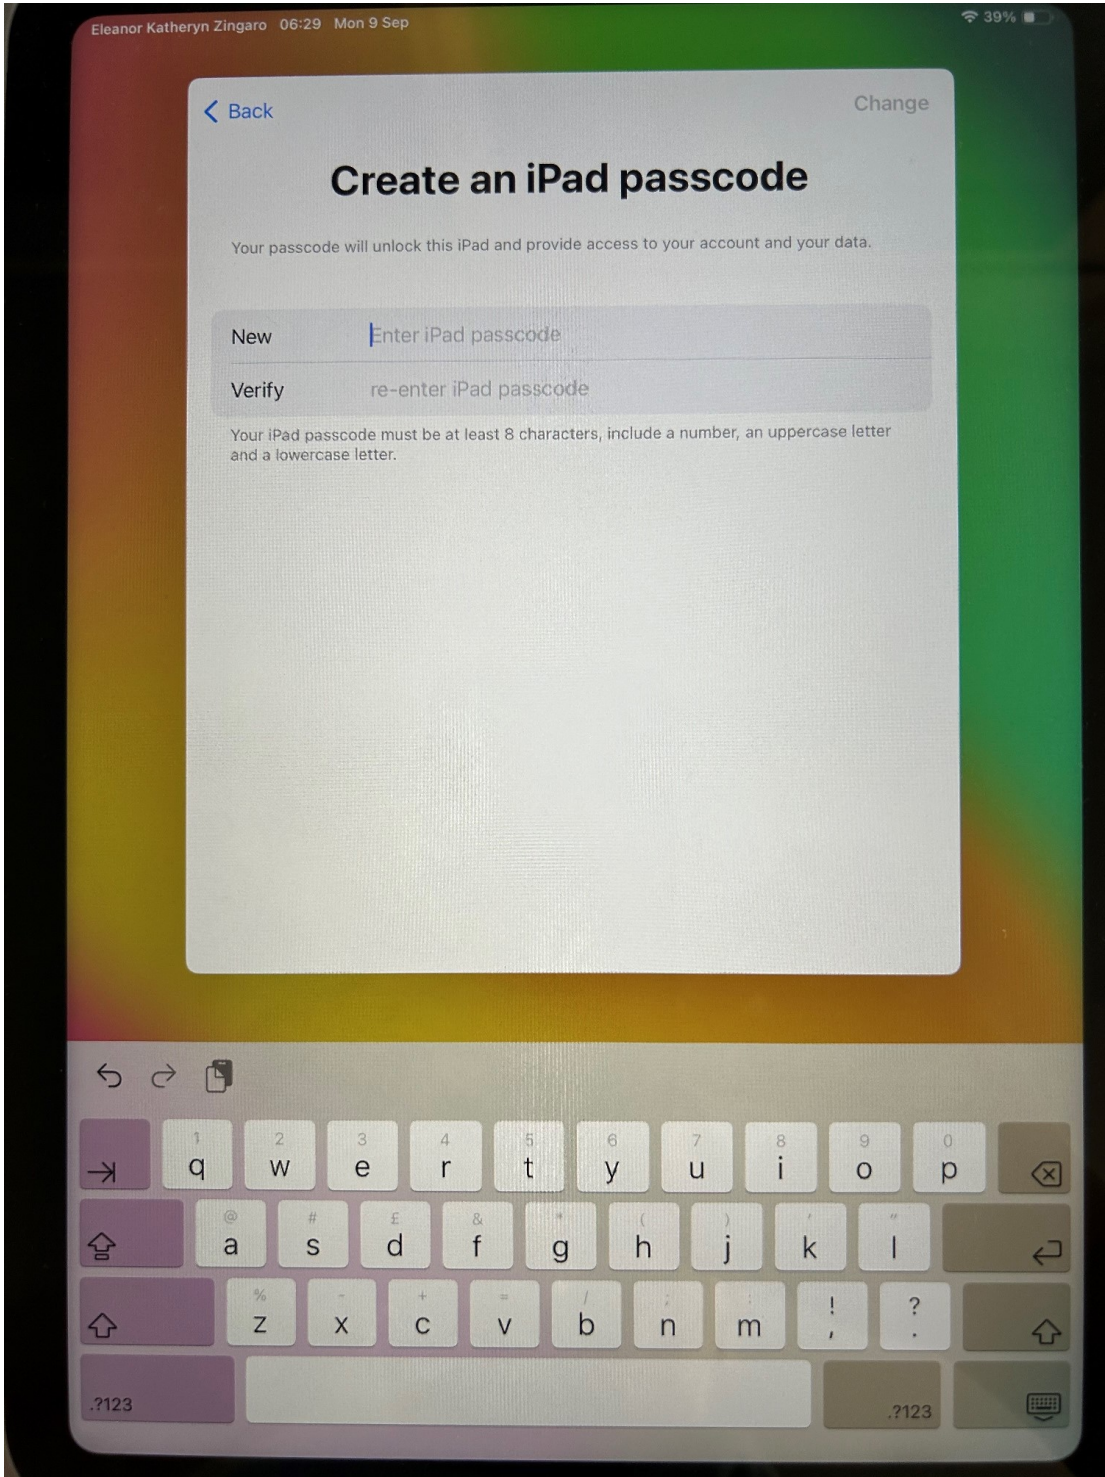 Eleanor Katheryn Zingaro 06:29 Mon 9 Sep 39%
Back Change
Create an iPad passcode
Your passcode will unlock this iPad and provide access to your account and your data.
New Enter iPad passcode
Verify re-enter iPad passcode
Your iPad passcode must be at least 8 characters, include a number, an uppercase letter
and a lowercase letter.
1 2 3 4 5 6 7 8 9 0
q w e r t y u i o p
@ # £ & * ( ) ' "
a s d f g h j k l
% - + = / ; : ! ?
z x c v b n m , .
.?123 .?123